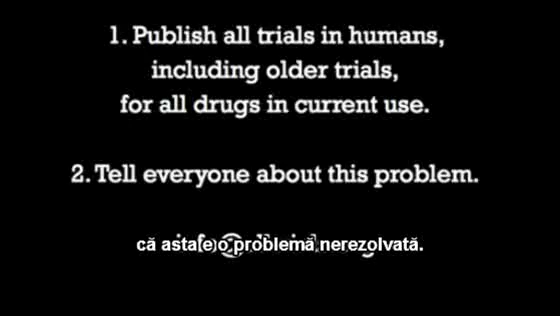 1. Publish all trials in humans,
including older trials,
for all drugs in current use.
2. Tell everyone about this problem.
că asta e o problemă nerezolvată.